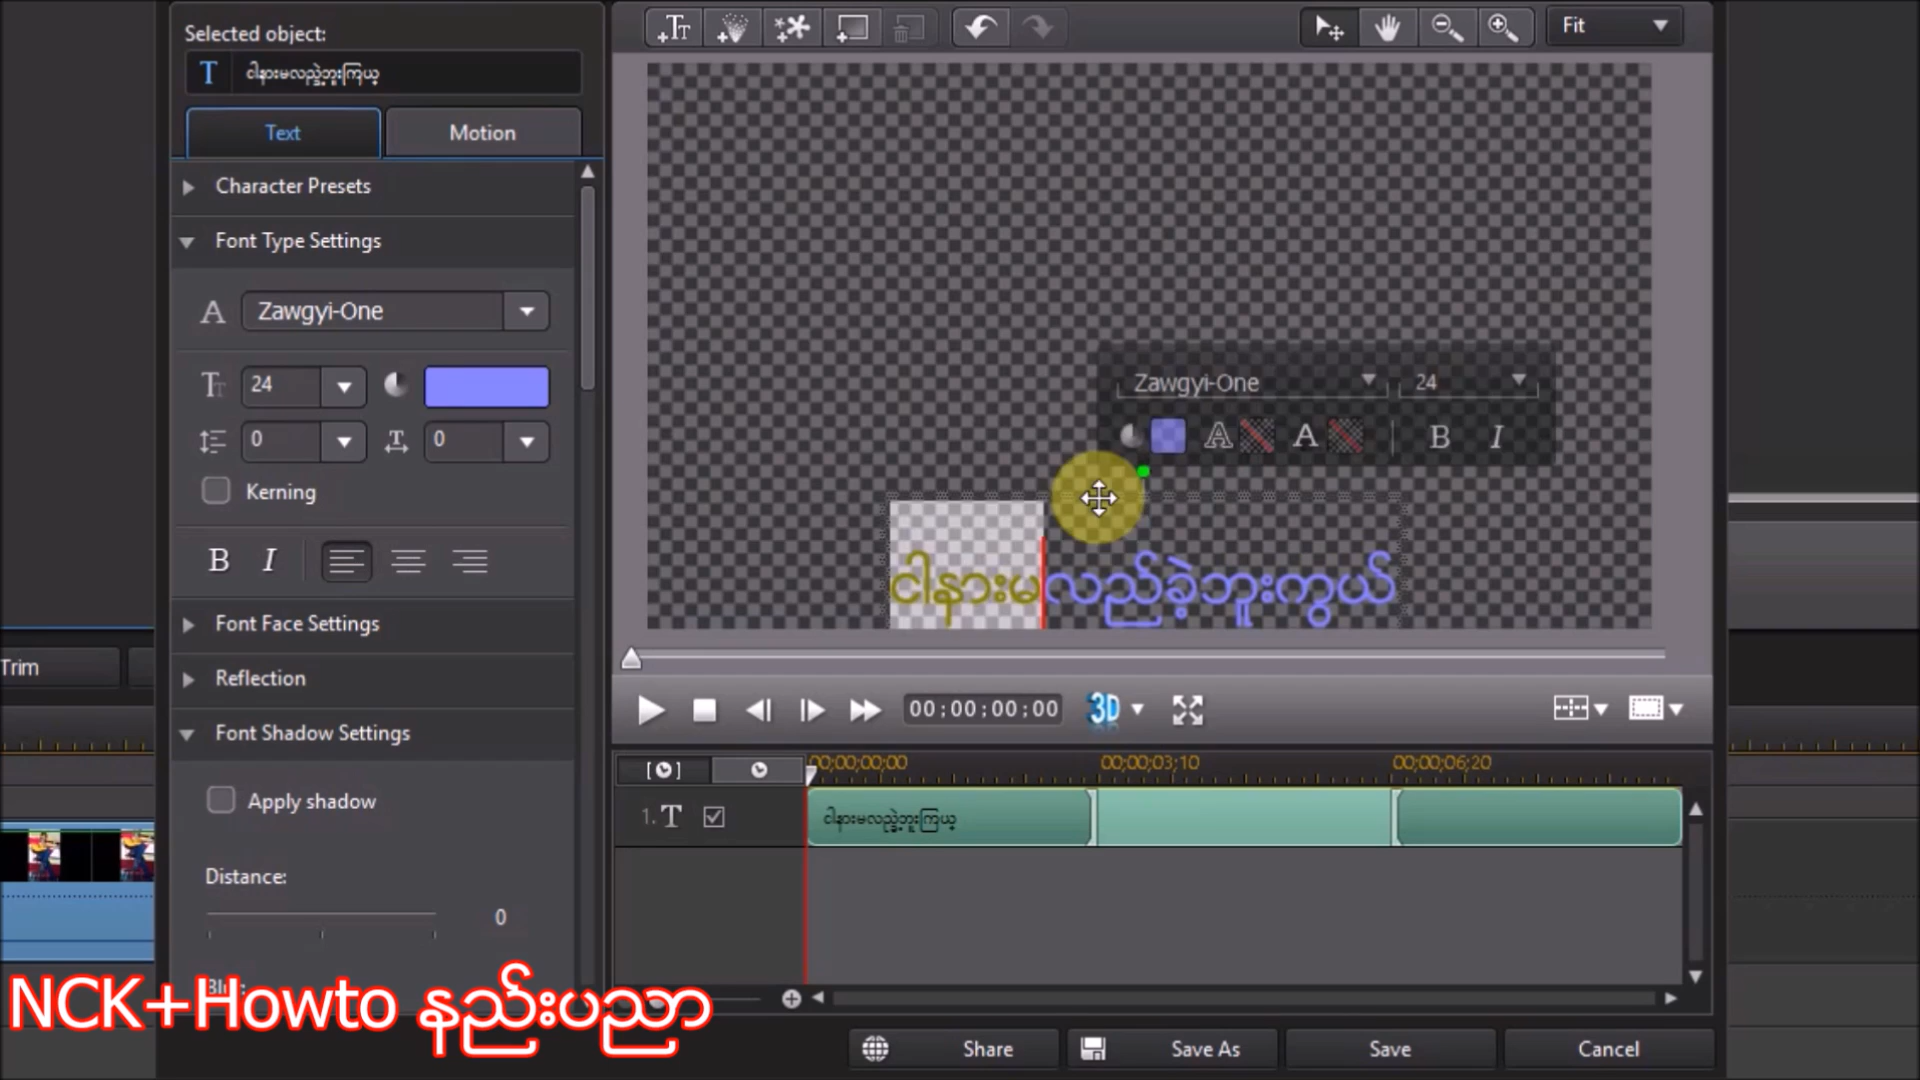 Selected object:
T ငါနားမလည္ခဲ့ဘူးကြယ္
Text Motion
Character Presets
Font Type Settings
Zawgyi-One
24
0 0
Kerning
B I
Font Face Settings
Reflection
Font Shadow Settings
Apply shadow
Distance:
0
Fit
Zawgyi-One 24
B I
ငါနားမလည်ခဲ့ဘူးကွယ်
Trim
00;00;00;00 3D
00;00;00;00 00;00;03;10 00;00;06;20
1. T ငါနားမလည္ခဲ့ဘူးကြယ္
NCK+Howto နည်းပညာ
Share Save As Save Cancel